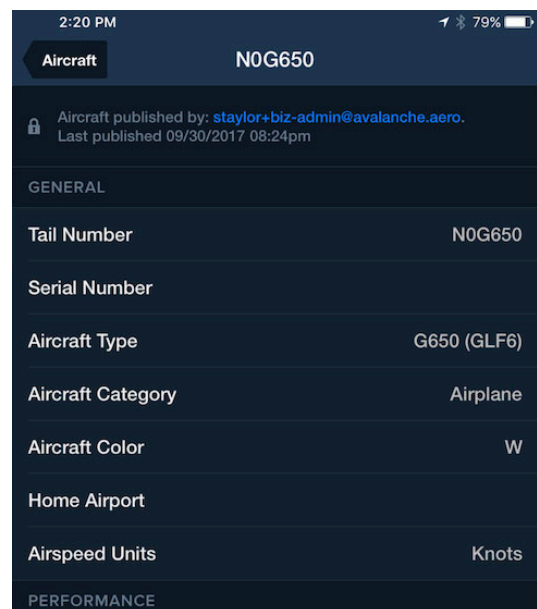 2:20 PM 79%
Aircraft N0G650
Aircraft published by: staylor+biz-admin@avalanche.aero.
Last published 09/30/2017 08:24pm
GENERAL
Tail Number N0G650
Serial Number
Aircraft Type G650 (GLF6)
Aircraft Category Airplane
Aircraft Color W
Home Airport
Airspeed Units Knots
PERFORMANCE